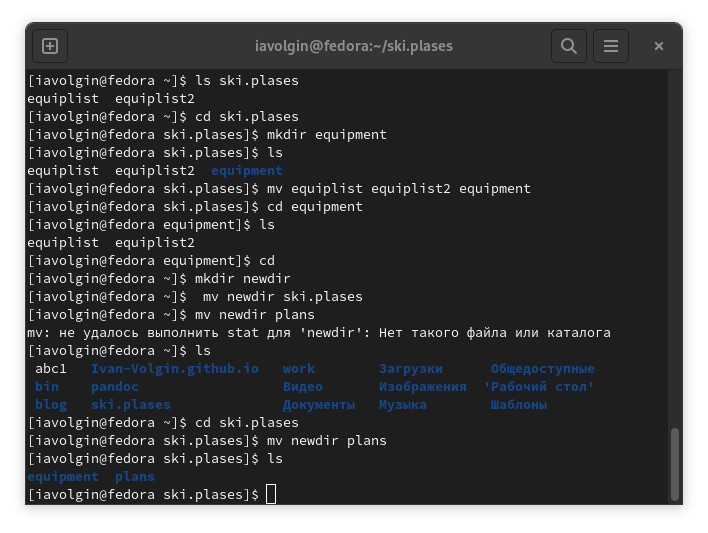 iavolgin@fedora:~/ski.plases
[iavolgin@fedora ~]$ ls ski.plases
equiplist  equiplist2
[iavolgin@fedora ~]$ cd ski.plases
[iavolgin@fedora ski.plases]$ mkdir equipment
[iavolgin@fedora ski.plases]$ ls
equiplist  equiplist2  equipment
[iavolgin@fedora ski.plases]$ mv equiplist equiplist2 equipment
[iavolgin@fedora ski.plases]$ cd equipment
[iavolgin@fedora equipment]$ ls
equiplist  equiplist2
[iavolgin@fedora equipment]$ cd
[iavolgin@fedora ~]$ mkdir newdir
[iavolgin@fedora ~]$  mv newdir ski.plases
[iavolgin@fedora ~]$ mv newdir plans
mv: не удалось выполнить stat для 'newdir': Нет такого файла или каталога
[iavolgin@fedora ~]$ ls
 abc1   Ivan-Volgin.github.io   work        Загрузки      Общедоступные
 bin    pandoc                  Видео       Изображения  'Рабочий стол'
 blog   ski.plases              Документы   Музыка        Шаблоны
[iavolgin@fedora ~]$ cd ski.plases
[iavolgin@fedora ski.plases]$ mv newdir plans
[iavolgin@fedora ski.plases]$ ls
equipment  plans
[iavolgin@fedora ski.plases]$